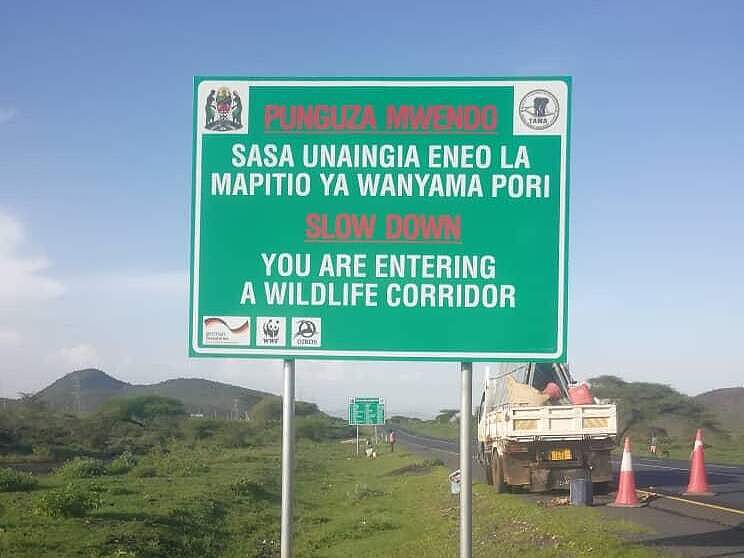 PUNGUZA MWENDO
TAWA
SASA UNAINGIA ENEO LA
MAPITIO YA WANYAMA PORI
SLOW DOWN
YOU ARE ENTERING
A WILDLIFE CORRIDOR
WWF